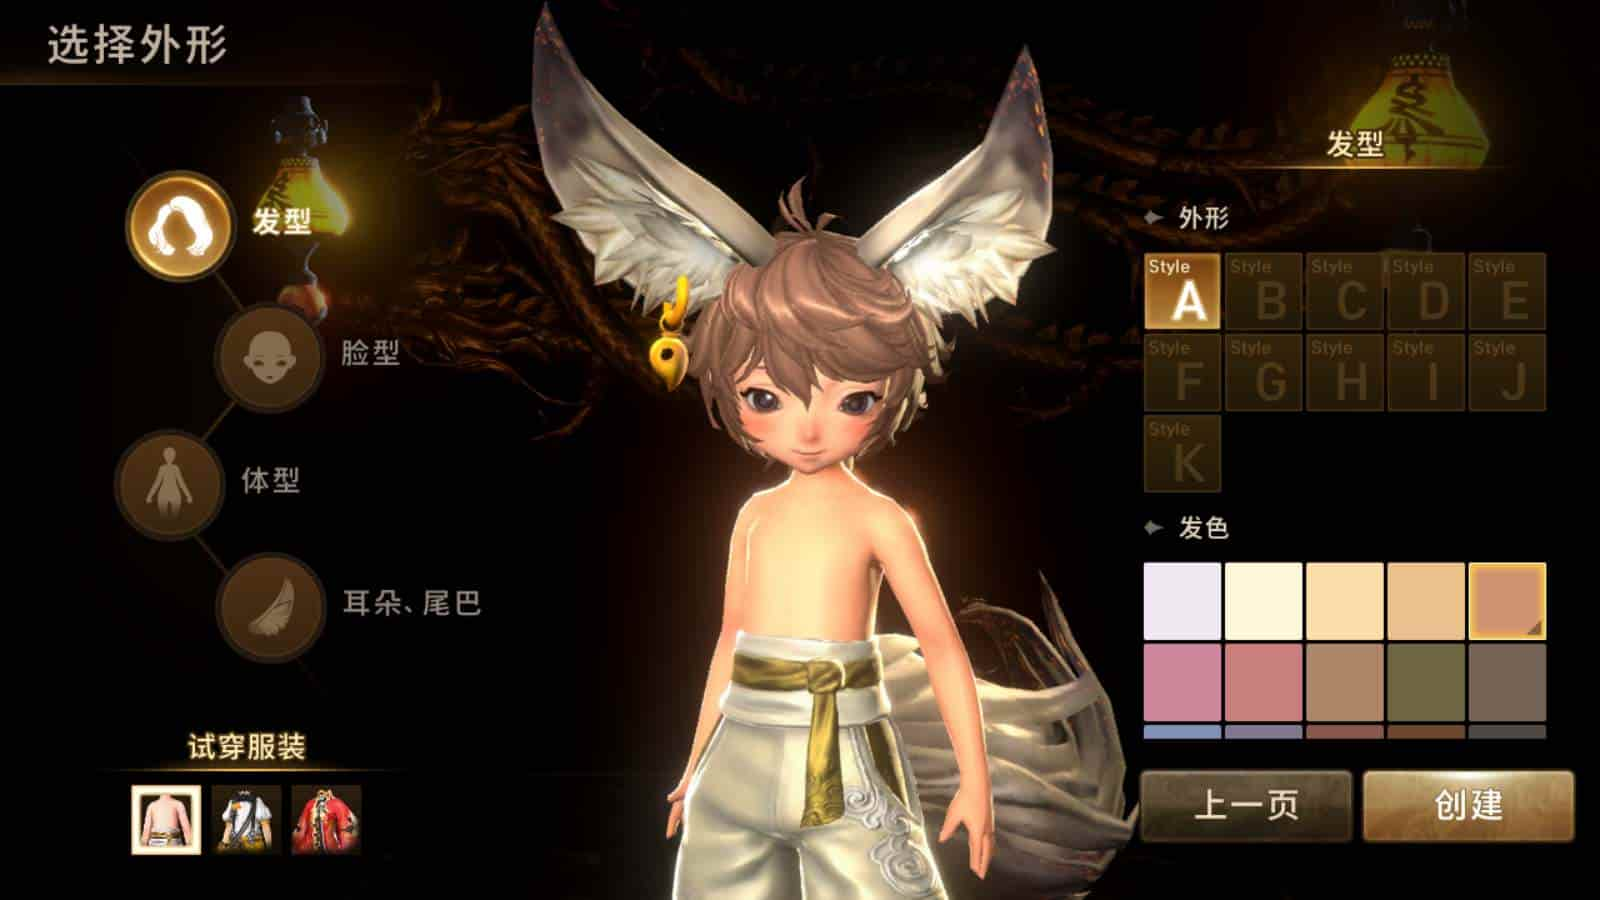 选择外形
发型
脸型
体型
耳朵、尾巴
试穿服装
发型
外形
Style A
Style B
Style C
Style D
Style E
Style F
Style G
Style H
Style I
Style J
Style K
发色
上一页
创建